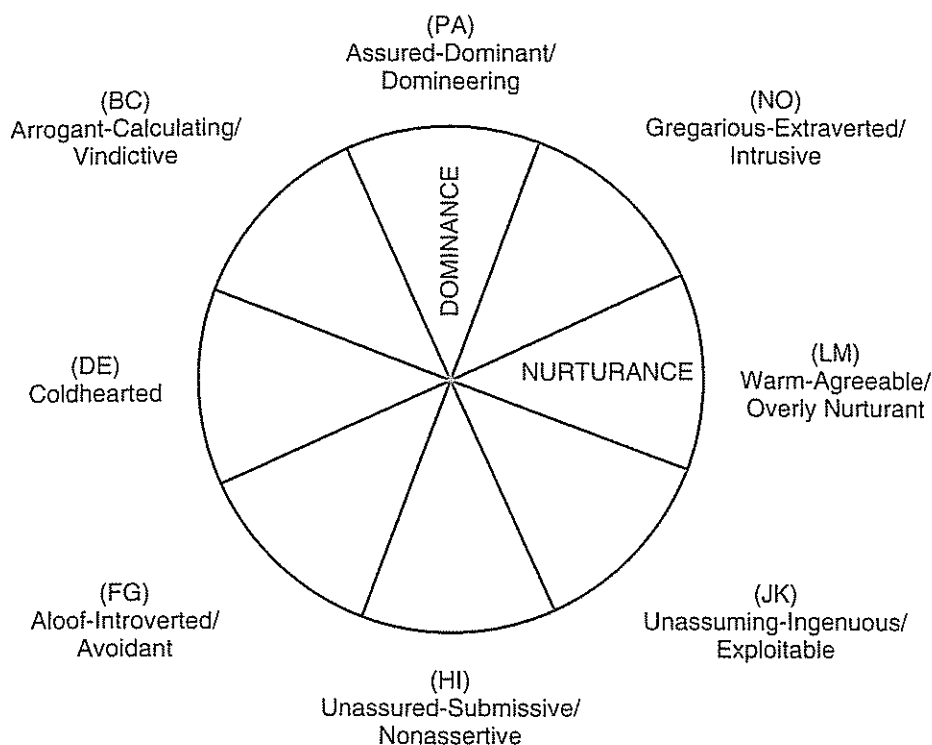 (PA)
Assured-Dominant/
Domineering
(BC)
Arrogant-Calculating/
Vindictive
(NO)
Gregarious-Extraverted/
Intrusive
DOMINANCE
NURTURANCE
(DE)
Coldhearted
(LM)
Warm-Agreeable/
Overly Nurturant
(FG)
Aloof-Introverted/
Avoidant
(JK)
Unassuming-Ingenuous/
Exploitable
(HI)
Unassured-Submissive/
Nonassertive